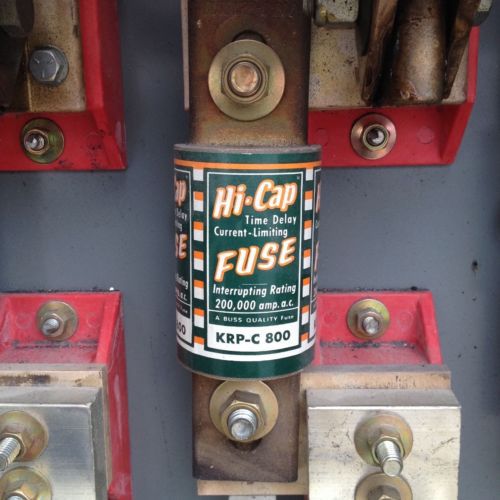 Hi-Cap
Time Delay
Current-Limiting
FUSE
Interrupting Rating
200,000 amp. a.c.
A BUSS QUALITY Fuse
KRP-C 800